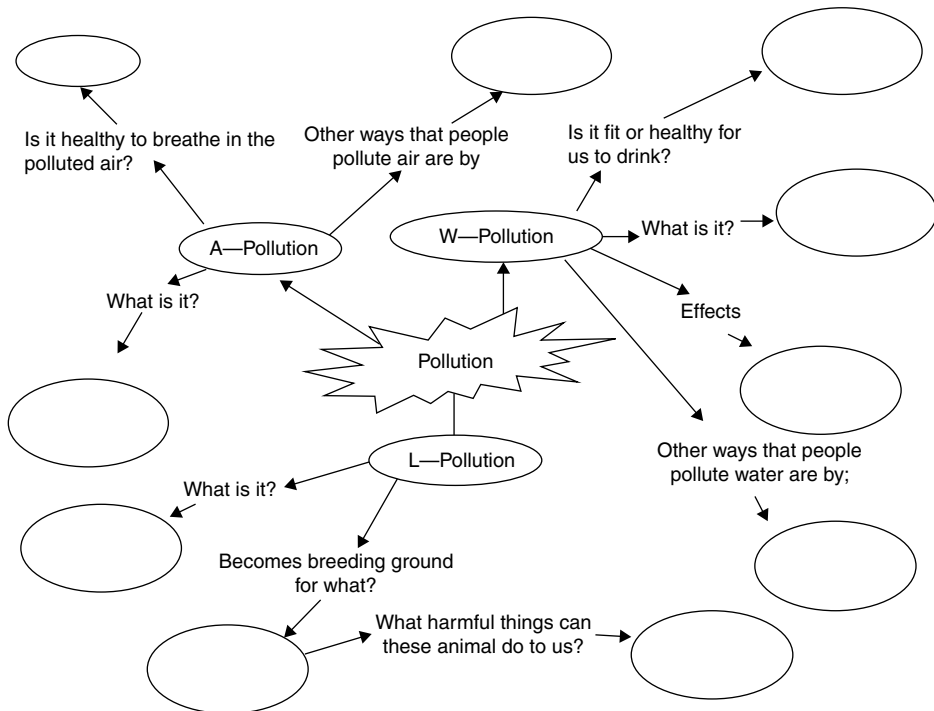 Is it healthy to breathe in the
polluted air?
Other ways that people
pollute air are by
Is it fit or healthy for
us to drink?
A—Pollution
W—Pollution
What is it?
What is it?
Effects
Pollution
Other ways that people
pollute water are by;
L—Pollution
What is it?
Becomes breeding ground
for what?
What harmful things can
these animal do to us?